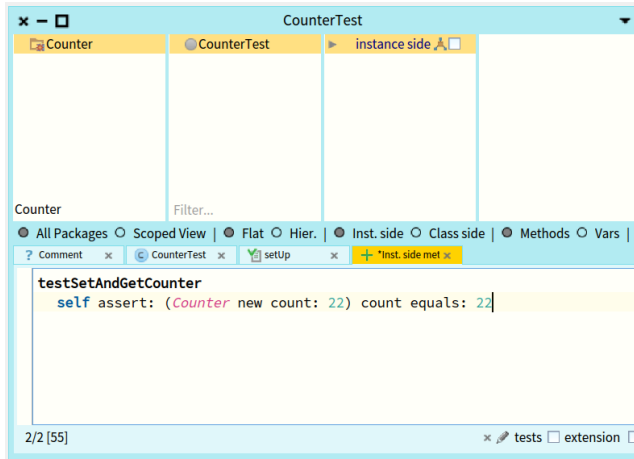 CounterTest
Counter
CounterTest
instance side
Counter
Filter...
All Packages Scoped View | Flat Hier. | Inst. side Class side | Methods Vars |
? Comment × C CounterTest × setUp × + *Inst. side met ×
testSetAndGetCounter
self assert: (Counter new count: 22) count equals: 22
2/2 [55] × tests extension